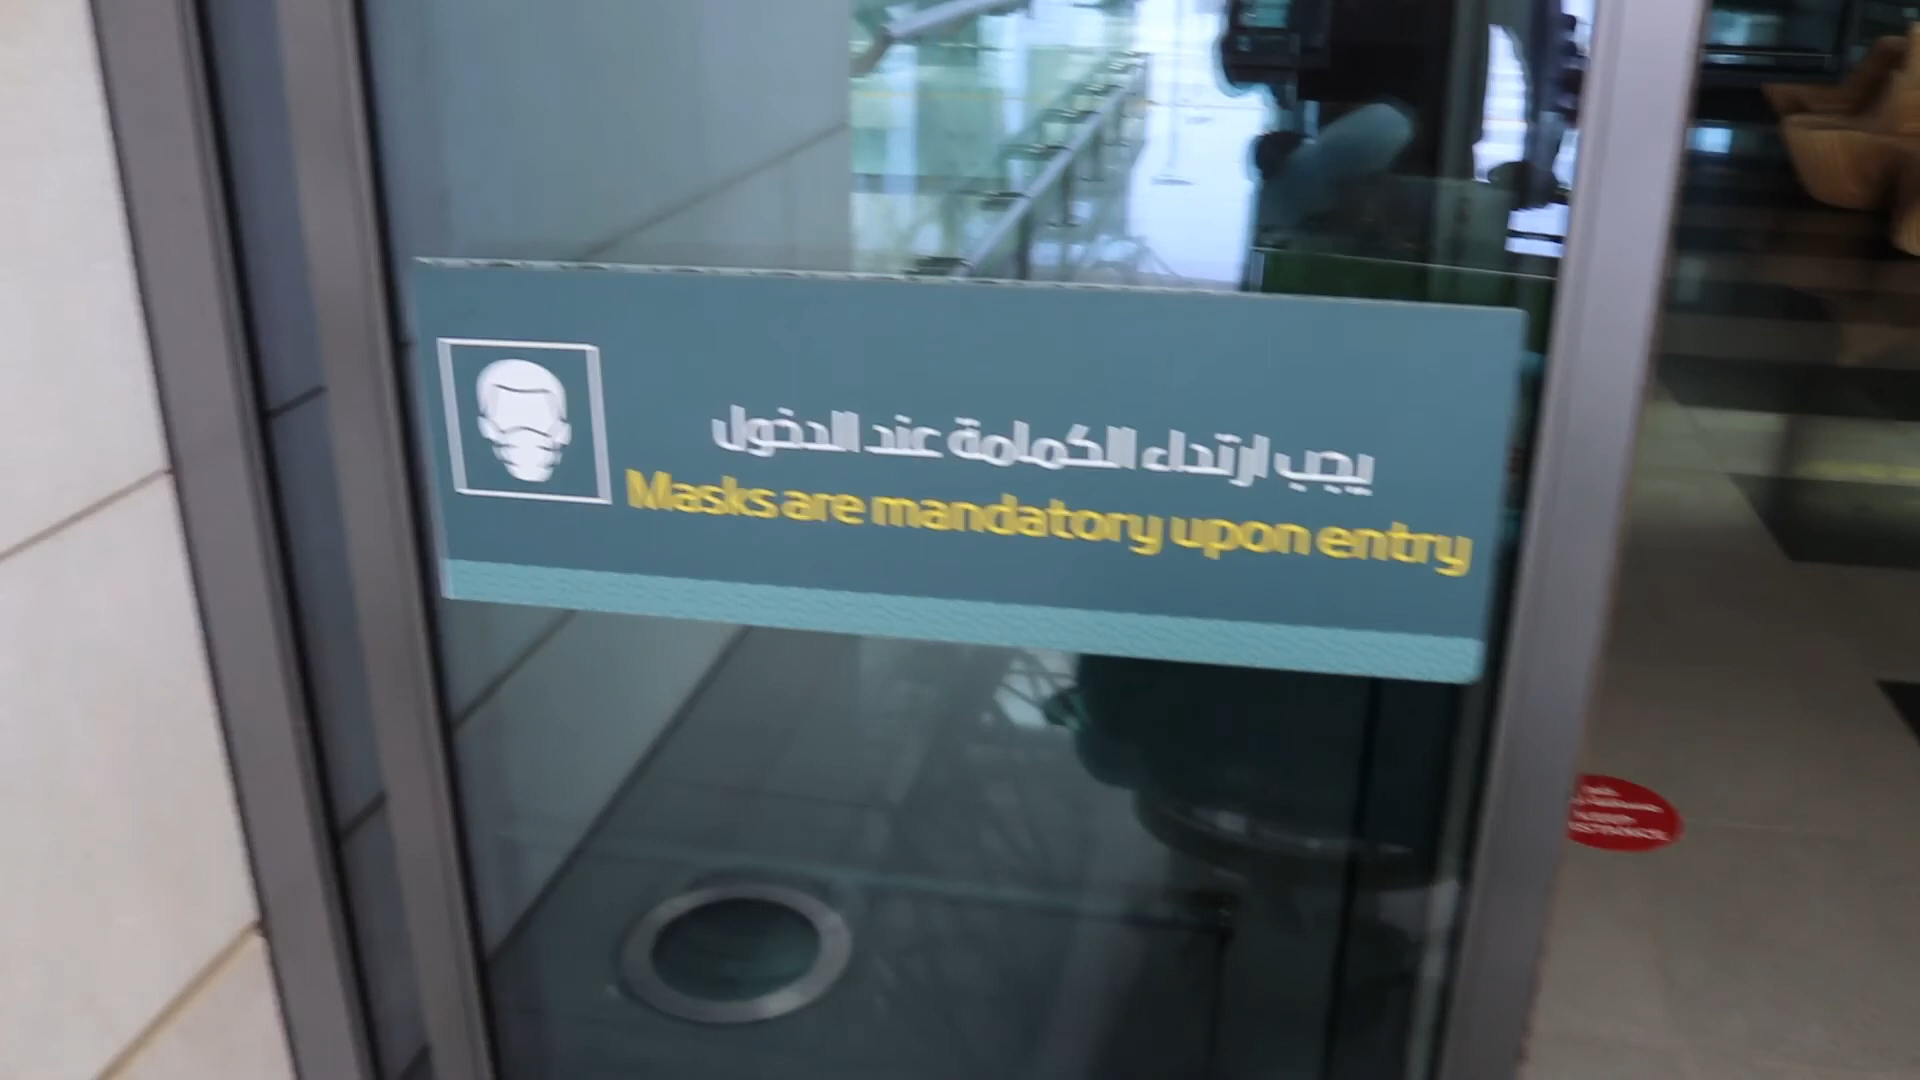 يجب ارتداء الكمامة عند الدخول
Masks are mandatory upon entry